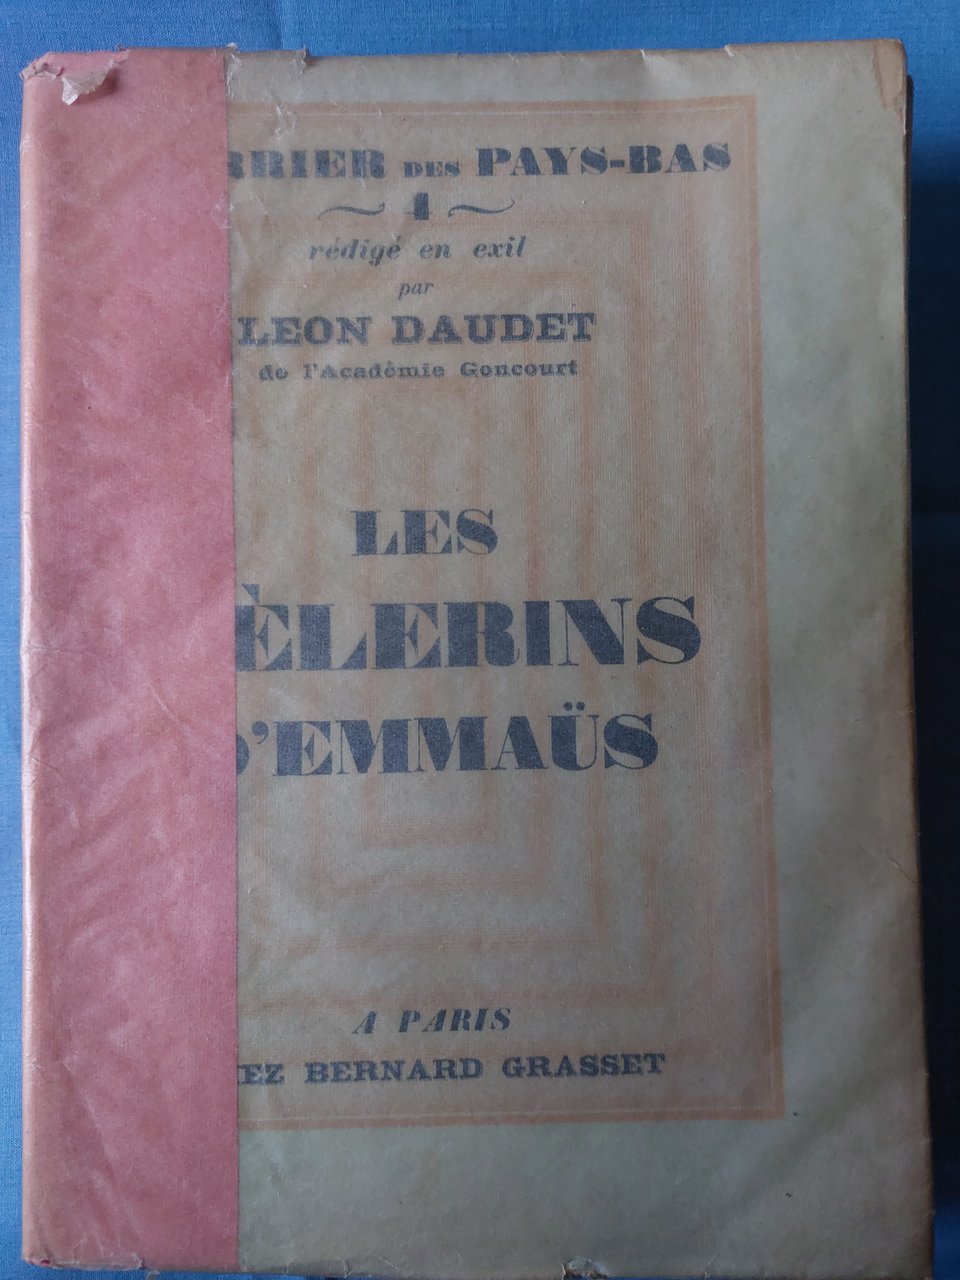 RRIER DES PAYS-BAS
4
rédigé en exil
par
LEON DAUDET
de l'Académie Goncourt
LES
ÈLERINS
D'EMMAÜS
A PARIS
EZ BERNARD GRASSET